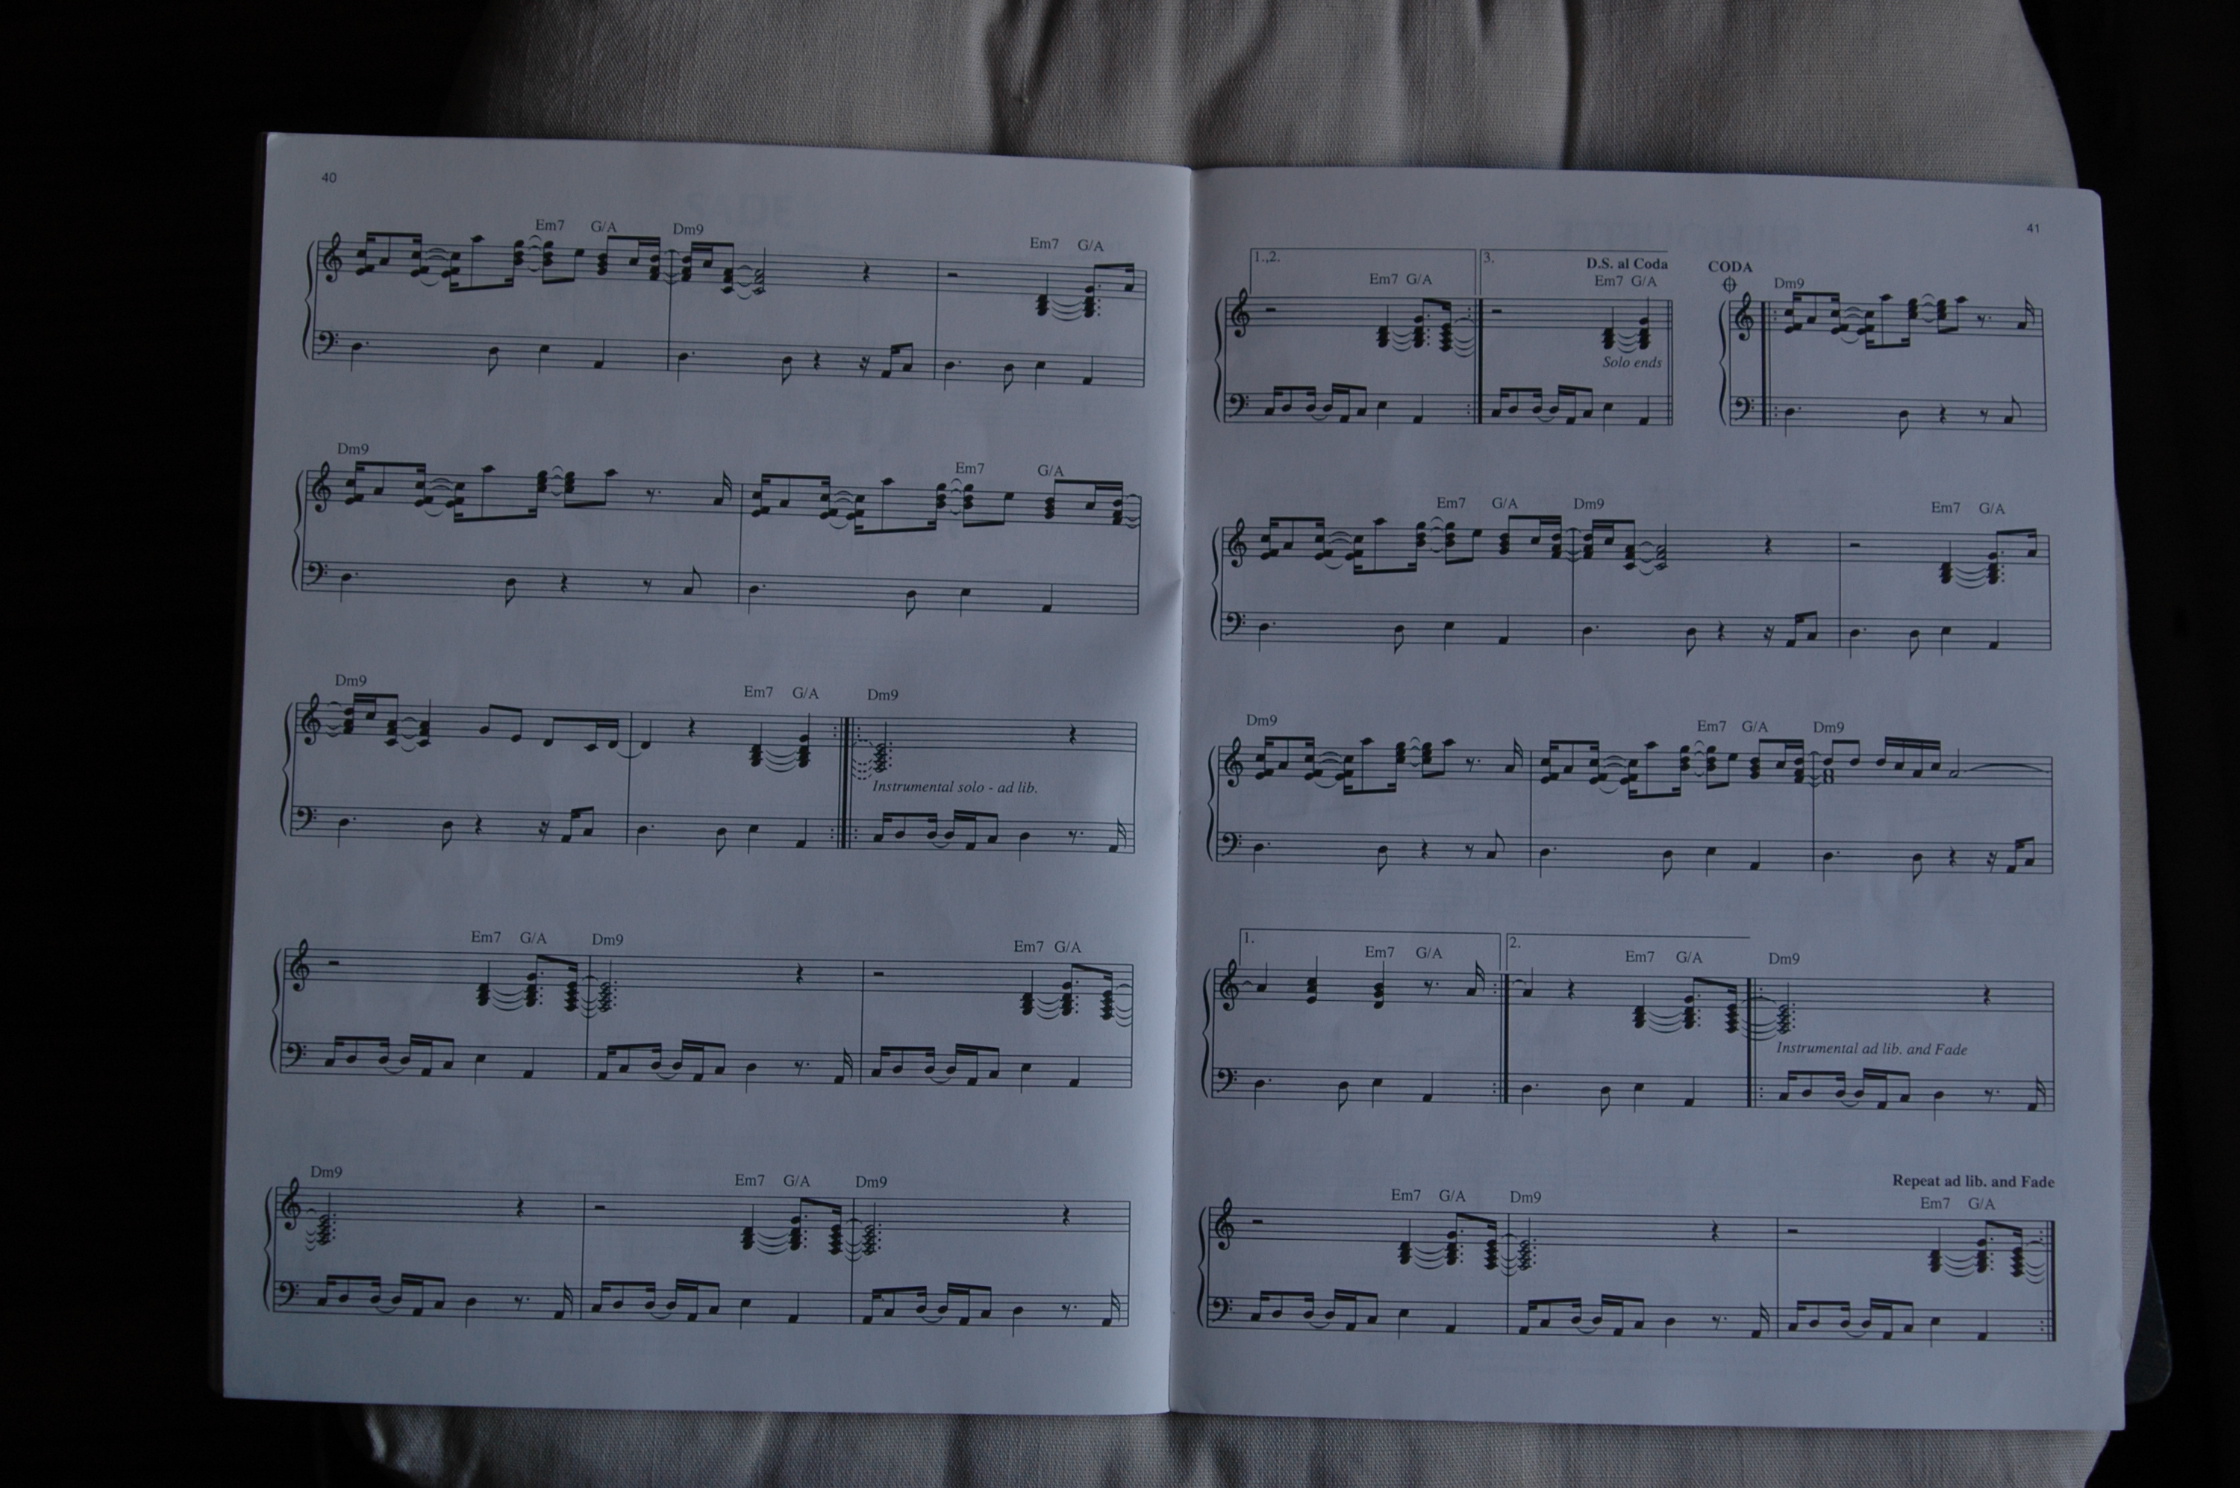 40
Em7 G/A Dm9 Em7 G/A
Dm9 Em7 G/A
Dm9 Em7 G/A Dm9
Instrumental solo - ad lib.
Em7 G/A Dm9 Em7 G/A
Dm9 Em7 G/A Dm9
41
1.,2. 3. D.S. al Coda CODA
Em7 G/A Em7 G/A Dm9
Solo ends
Em7 G/A Dm9 Em7 G/A
Dm9 Em7 G/A Dm9
1. 2.
Em7 G/A Em7 G/A Dm9
Instrumental ad lib. and Fade
Repeat ad lib. and Fade
Em7 G/A Dm9 Em7 G/A